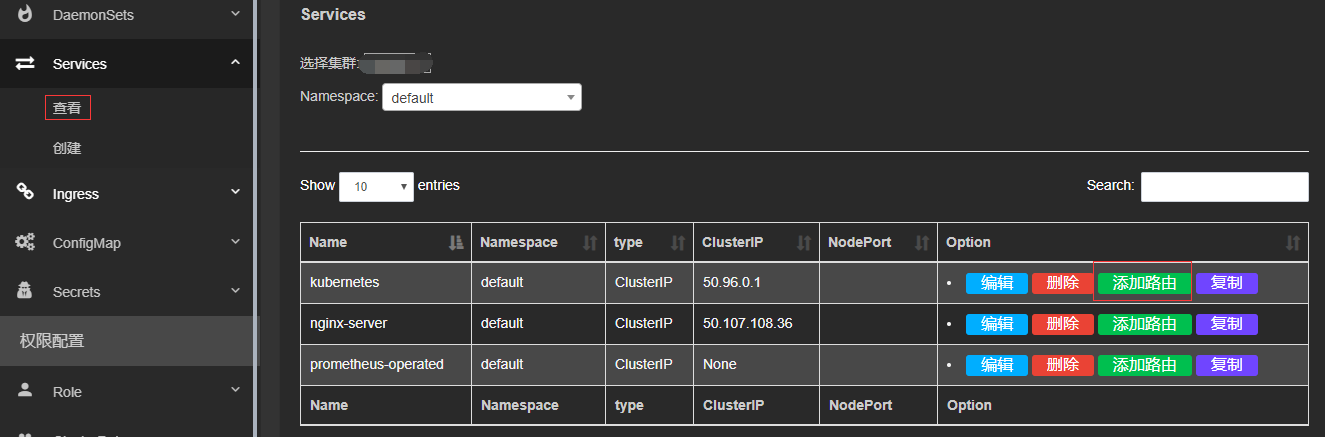 DaemonSets
Services
查看
创建
Ingress
ConfigMap
Secrets
权限配置
Role
Services
选择集群:
Namespace: default
Show 10 entries Search:
Name Namespace type ClusterIP NodePort Option
kubernetes default ClusterIP 50.96.0.1 • 编辑 删除 添加路由 复制
nginx-server default ClusterIP 50.107.108.36 • 编辑 删除 添加路由 复制
prometheus-operated default ClusterIP None • 编辑 删除 添加路由 复制
Name Namespace type ClusterIP NodePort Option